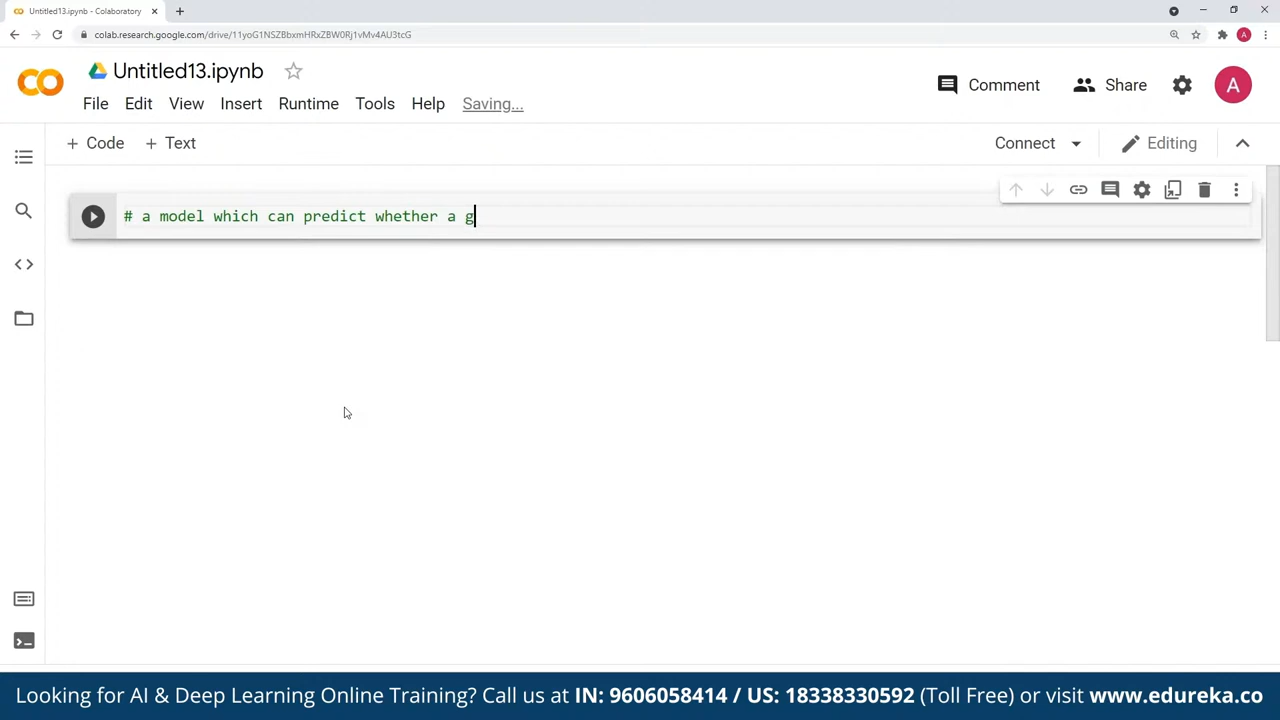 Untitled13.ipynb - Colaboratory
colab.research.google.com/drive/11yoG1NSZBbxmHRxZBW0Rj1vMv4AU3tcG
A
Untitled13.ipynb
Comment
Share
A
File Edit View Insert Runtime Tools Help Saving...
+ Code + Text
Connect
Editing
# a model which can predict whether a g
Looking for AI & Deep Learning Online Training? Call us at IN: 9606058414 / US: 18338330592 (Toll Free) or visit www.edureka.co